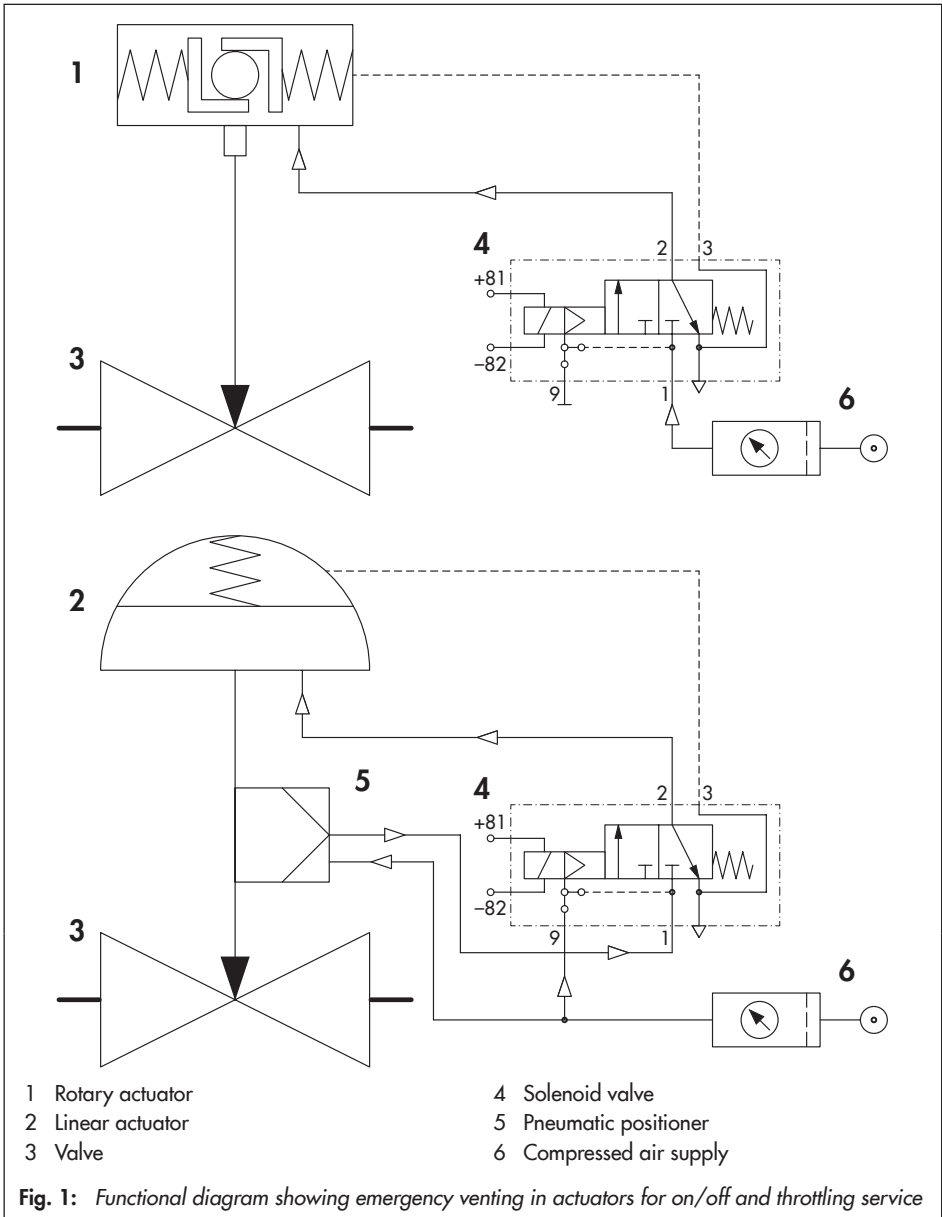 1
2 3
4
+81
−82
9
1
6
3
2
5
2 3
4
+81
−82
9
1
3
6
1 Rotary actuator
2 Linear actuator
3 Valve
4 Solenoid valve
5 Pneumatic positioner
6 Compressed air supply
Fig. 1: Functional diagram showing emergency venting in actuators for on/off and throttling service